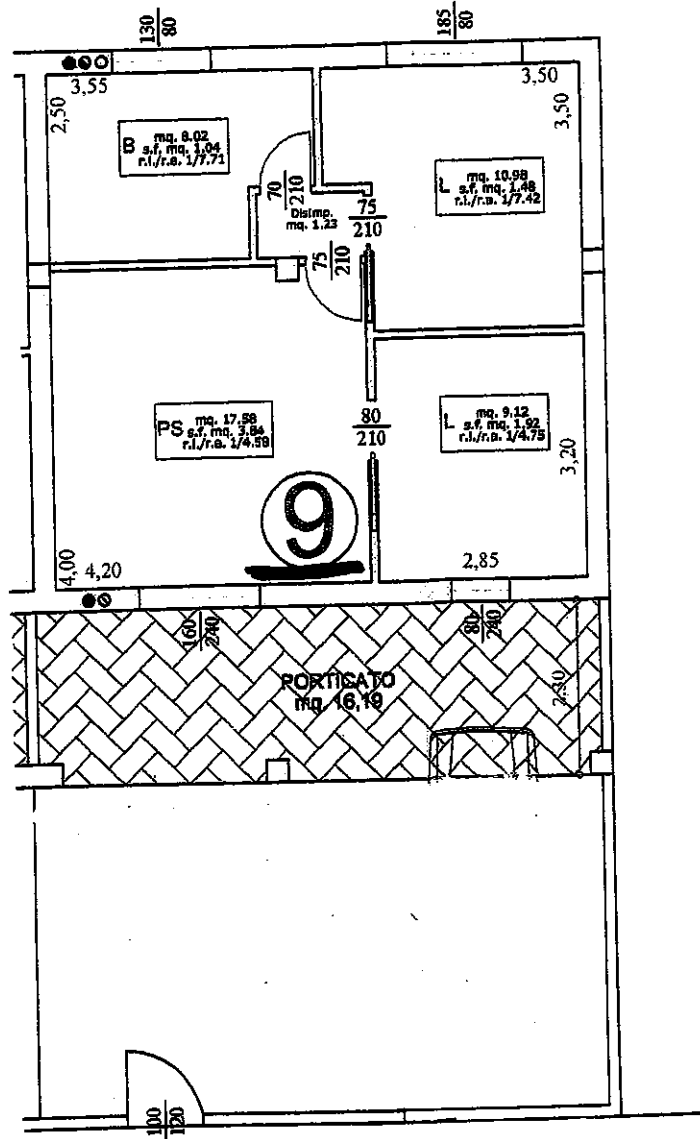 130
80
185
80
3,55
3,50
2,50
3,50
B
mq. 8.02
s.f. mq. 1.04
r.i./r.a. 1/7.71
L
mq. 10.98
s.f. mq. 1.48
r.i./r.a. 1/7.42
70
210
Disimp.
mq. 1.23
75
210
75
210
PS
mq. 17.58
s.f. mq. 3.84
r.i./r.a. 1/4.58
80
210
L
mq. 9.12
s.f. mq. 1.92
r.i./r.a. 1/4.75
3,20
9
4,00
4,20
2,85
160
240
80
240
PORTICATO
mq. 16,19
2.30
100
120